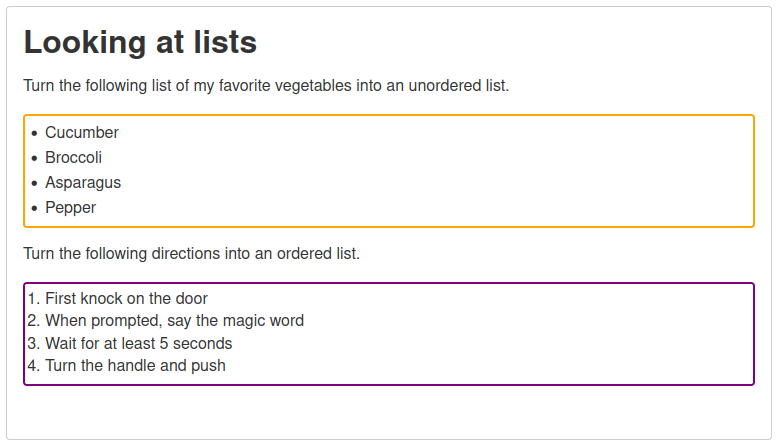 Looking at lists
Turn the following list of my favorite vegetables into an unordered list.
• Cucumber
• Broccoli
• Asparagus
• Pepper
Turn the following directions into an ordered list.
1. First knock on the door
2. When prompted, say the magic word
3. Wait for at least 5 seconds
4. Turn the handle and push